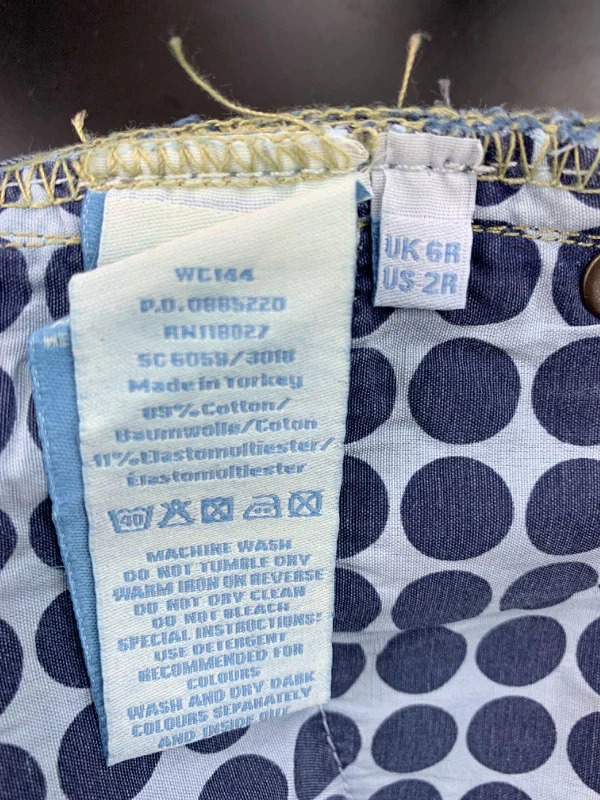 WC144
P.O.0885220
RN118027
SC6059/3018
Made in Turkey
89%Cotton/
Baumwolle/Coton
11%Elastomultiester/
Elastomultiester
40
MACHINE WASH
DO NOT TUMBLE DRY
WARM IRON ON REVERSE
DO NOT DRY CLEAN
DO NOT BLEACH
SPECIAL INSTRUCTIONS:
USE DETERGENT
RECOMMENDED FOR
COLOURS
WASH AND DRY DARK
COLOURS SEPARATELY
AND INSIDE OUT
UK 6R
US 2R